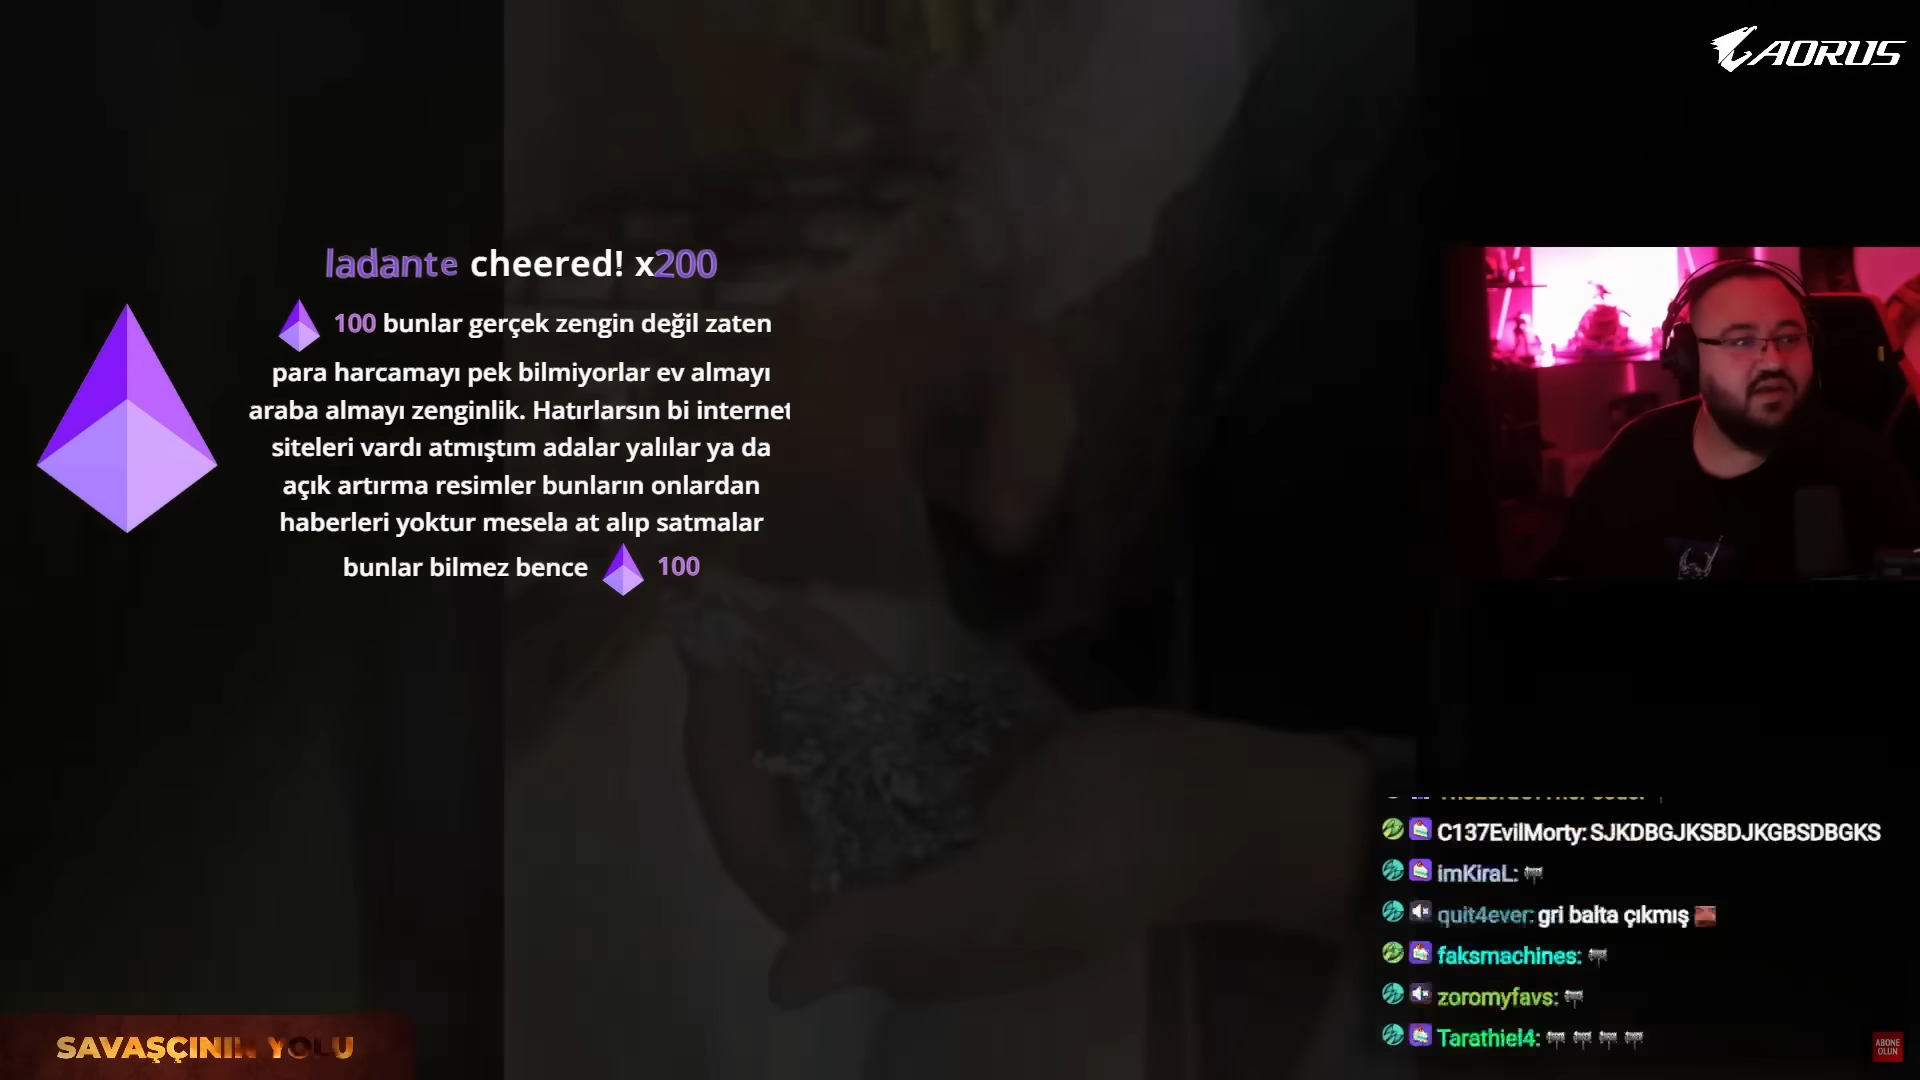 AORUS
ladante cheered! x200
100 bunlar gerçek zengin değil zaten
para harcamayı pek bilmiyorlar ev almayı
araba almayı zenginlik. Hatırlarsın bi internet
siteleri vardı atmıştım adalar yalılar ya da
açık artırma resimler bunların onlardan
haberleri yoktur mesela at alıp satmalar
bunlar bilmez bence 100
C137EvilMorty: SJKDBGJKSBDJKGBSDBGKS
imKiraL:
quit4ever: gri balta çıkmış
faksmachines:
zoromyfavs:
Tarathiel4:
SAVAŞÇININ YOLU
ABONE
OLUN